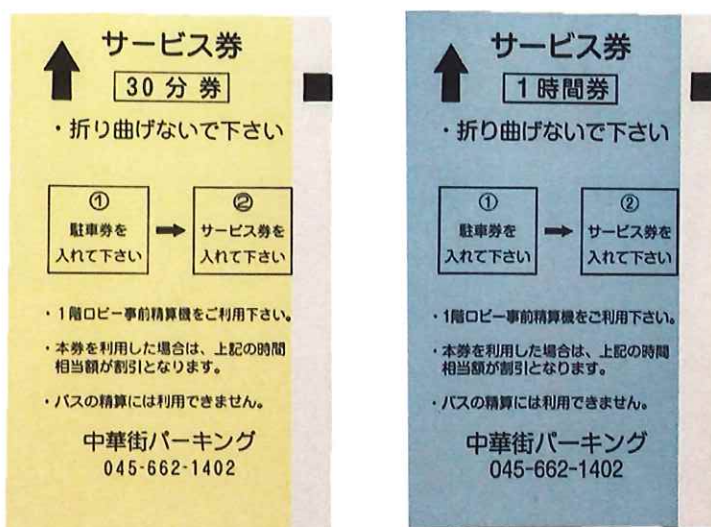 サービス券
30分券
・折り曲げないで下さい
①
駐車券を
入れて下さい
②
サービス券を
入れて下さい
・1階ロビー事前精算機をご利用下さい。
・本券を利用した場合は、上記の時間
相当額が割引となります。
・バスの精算には利用できません。
中華街パーキング
045-662-1402
サービス券
1時間券
・折り曲げないで下さい
①
駐車券を
入れて下さい
②
サービス券を
入れて下さい
・1階ロビー事前精算機をご利用下さい。
・本券を利用した場合は、上記の時間
相当額が割引となります。
・バスの精算には利用できません。
中華街パーキング
045-662-1402